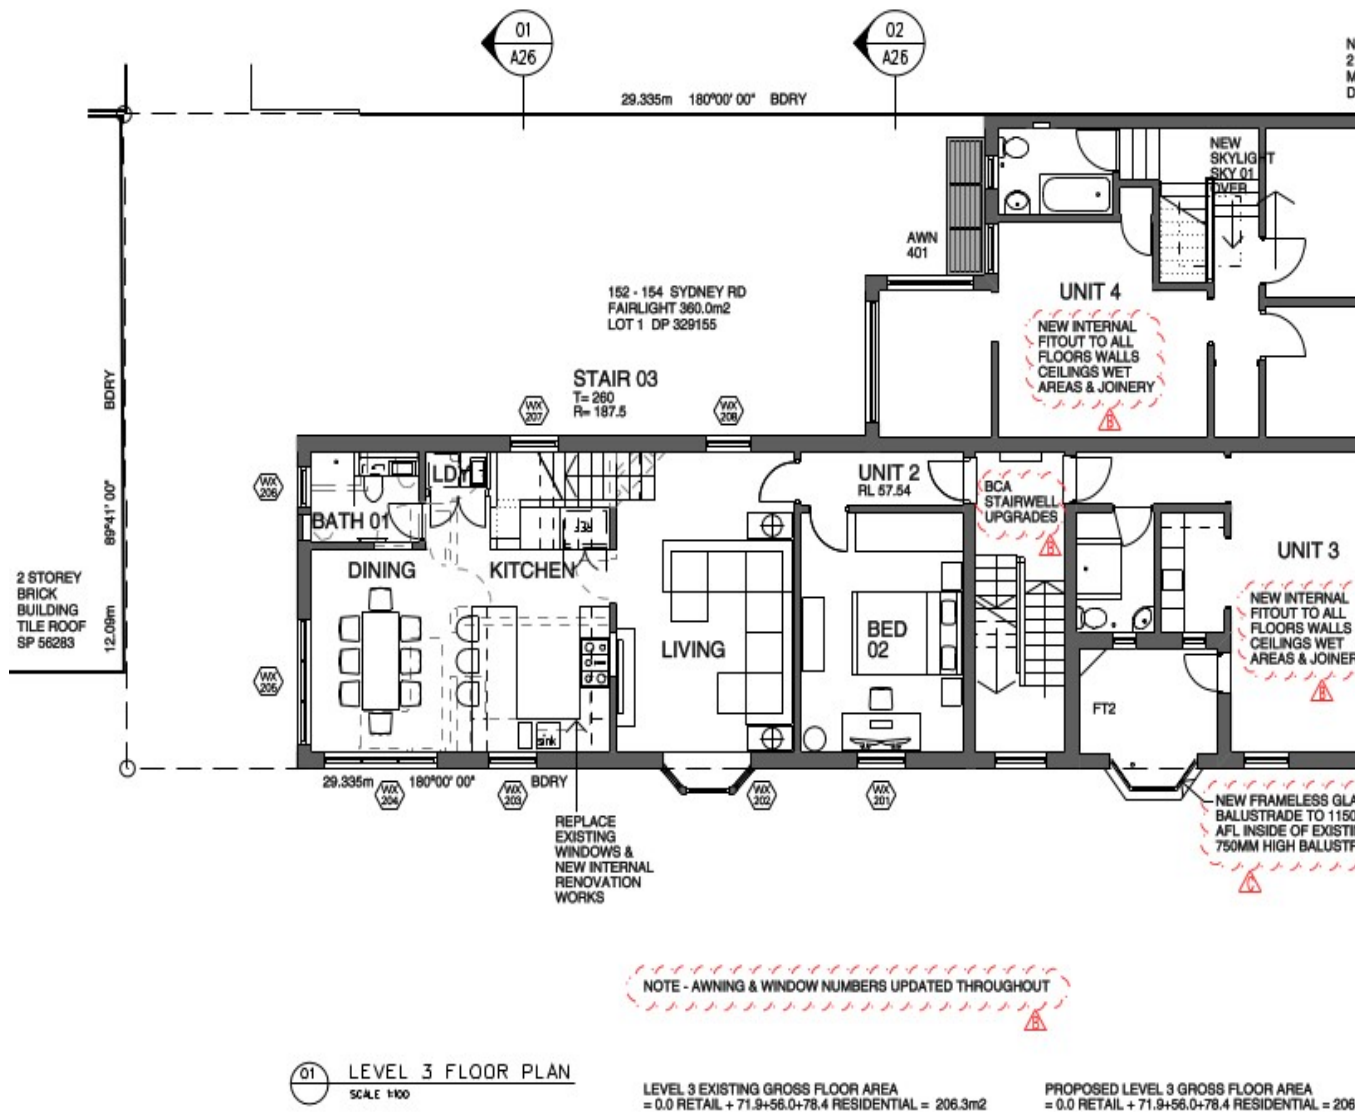 01
A26
02
A26
29.335m 180°00' 00" BDRY
NEW
SKYLIGHT
SKY 01
OVER
AWN
401
152 - 154 SYDNEY RD
FAIRLIGHT 360.0m2
LOT 1 DP 329155
UNIT 4
NEW INTERNAL
FITOUT TO ALL
FLOORS WALLS
CEILINGS WET
AREAS & JOINERY
B
STAIR 03
T= 260
R= 187.5
WX
207
WX
208
BDRY
89°41' 00"
12.09m
WX
206
LDY
BATH 01
REF
UNIT 2
RL 57.54
BCA
STAIRWELL
UPGRADES
B
DINING
KITCHEN
LIVING
BED
02
UNIT 3
NEW INTERNAL
FITOUT TO ALL
FLOORS WALLS
CEILINGS WET
AREAS & JOINER
B
2 STOREY
BRICK
BUILDING
TILE ROOF
SP 56283
WX
205
FT2
sink
29.335m 180°00' 00" BDRY
WX
204
WX
203
WX
202
WX
201
REPLACE
EXISTING
WINDOWS &
NEW INTERNAL
RENOVATION
WORKS
NEW FRAMELESS GLA
BALUSTRADE TO 1150
AFL INSIDE OF EXISTI
750MM HIGH BALUSTR
C
NOTE - AWNING & WINDOW NUMBERS UPDATED THROUGHOUT
B
01 LEVEL 3 FLOOR PLAN
SCALE 1:100
LEVEL 3 EXISTING GROSS FLOOR AREA
= 0.0 RETAIL + 71.9+56.0+78.4 RESIDENTIAL = 206.3m2
PROPOSED LEVEL 3 GROSS FLOOR AREA
= 0.0 RETAIL + 71.9+56.0+78.4 RESIDENTIAL = 206